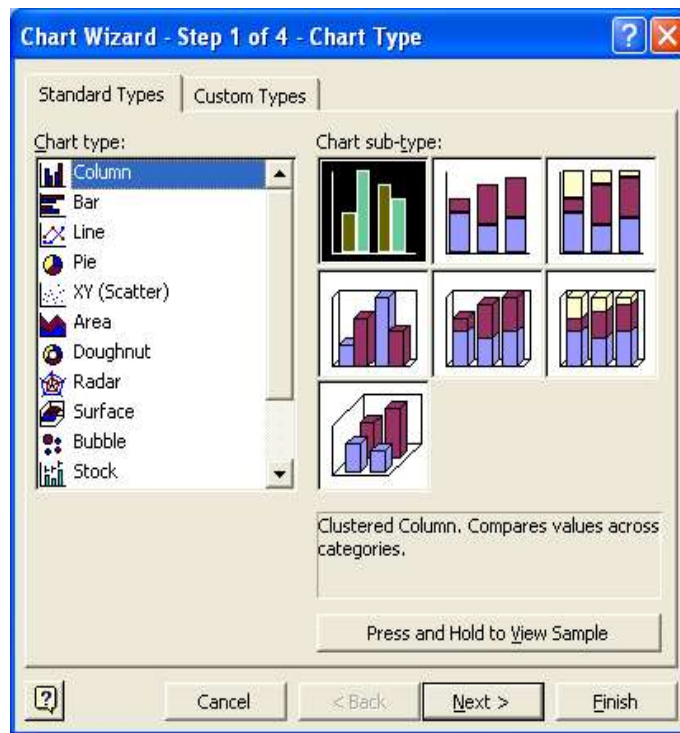 Chart Wizard - Step 1 of 4 - Chart Type
Standard Types
Custom Types
Chart type:
Column
Bar
Line
Pie
XY (Scatter)
Area
Doughnut
Radar
Surface
Bubble
Stock
Chart sub-type:
Clustered Column. Compares values across
categories.
Press and Hold to View Sample
Cancel
< Back
Next >
Finish